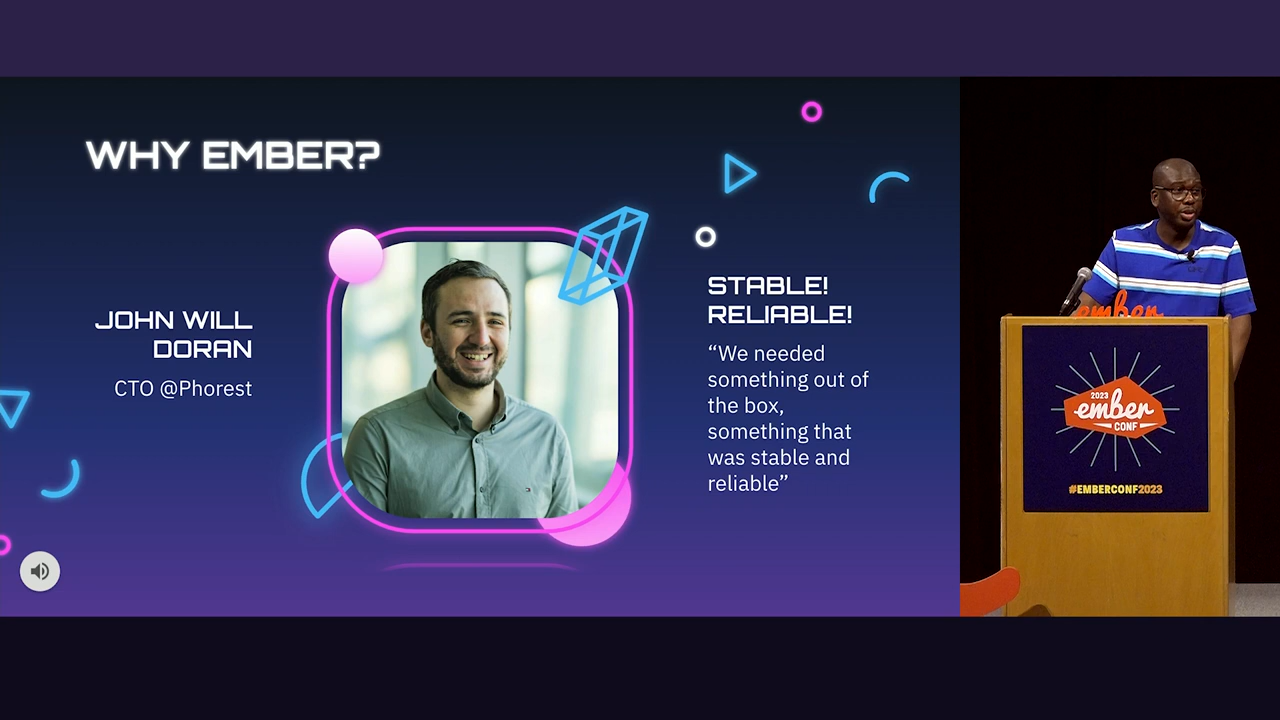 WHY EMBER?
JOHN WILL
DORAN
CTO @Phorest
STABLE!
RELIABLE!
“We needed
something out of
the box,
something that
was stable and
reliable”
ember
2023
ember
CONF
#EMBERCONF2023